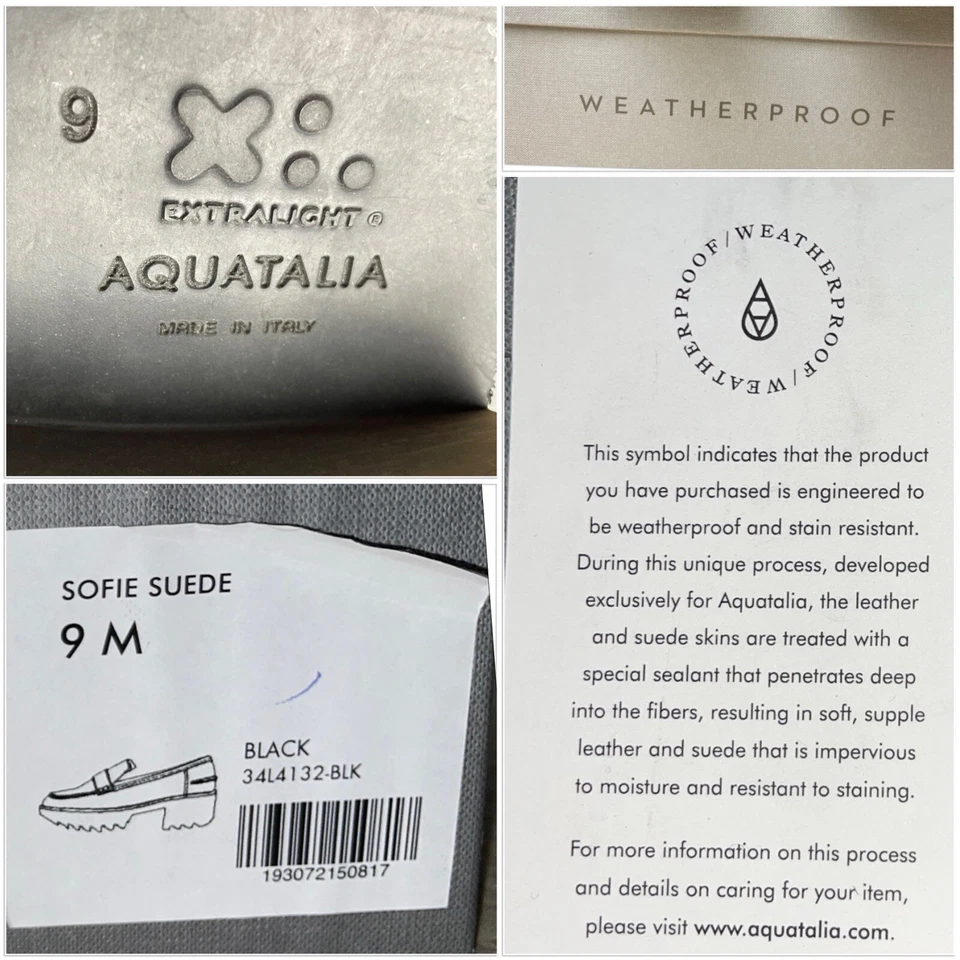 9
EXTRALIGHT ®
AQUATALIA
MADE IN ITALY
WEATHERPROOF
WEATHERPROOF/WEATHERPROOF/WEATHERPROOF/
This symbol indicates that the product
you have purchased is engineered to
be weatherproof and stain resistant.
During this unique process, developed
exclusively for Aquatalia, the leather
and suede skins are treated with a
special sealant that penetrates deep
into the fibers, resulting in soft, supple
leather and suede that is impervious
to moisture and resistant to staining.
For more information on this process
and details on caring for your item,
please visit www.aquatalia.com.
SOFIE SUEDE
9 M
BLACK
34L4132-BLK
193072150817